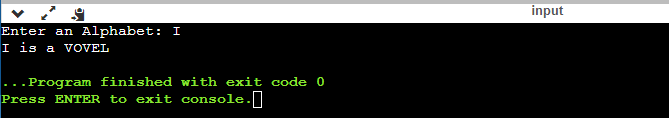 input
Enter an Alphabet: I
I is a VOVEL
...Program finished with exit code 0
Press ENTER to exit console.